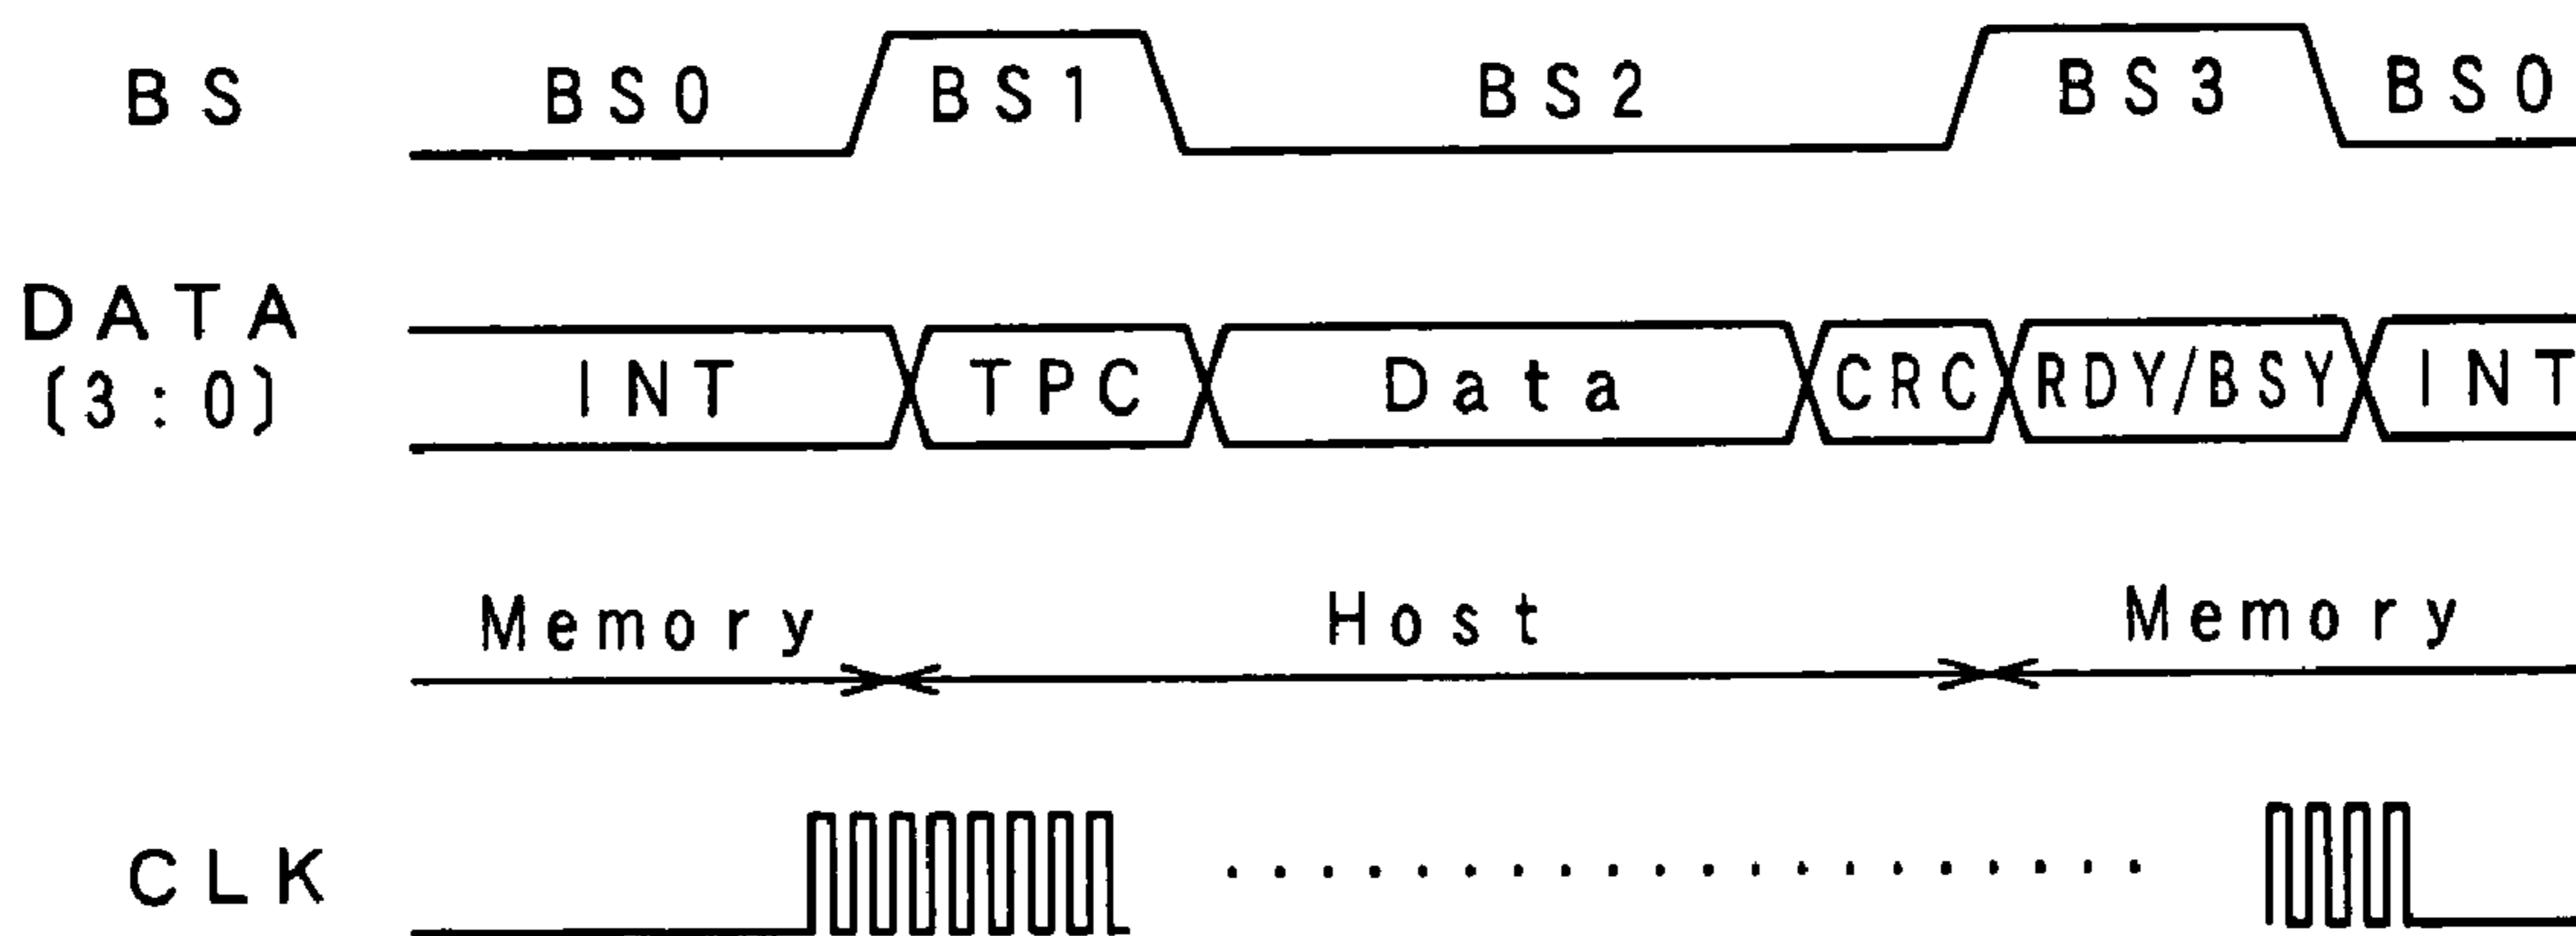 BS BS0 BS1 BS2 BS3 BS0
DATA
(3:0) INT TPC Data CRC RDY/BSY INT
Memory Host Memory
CLK